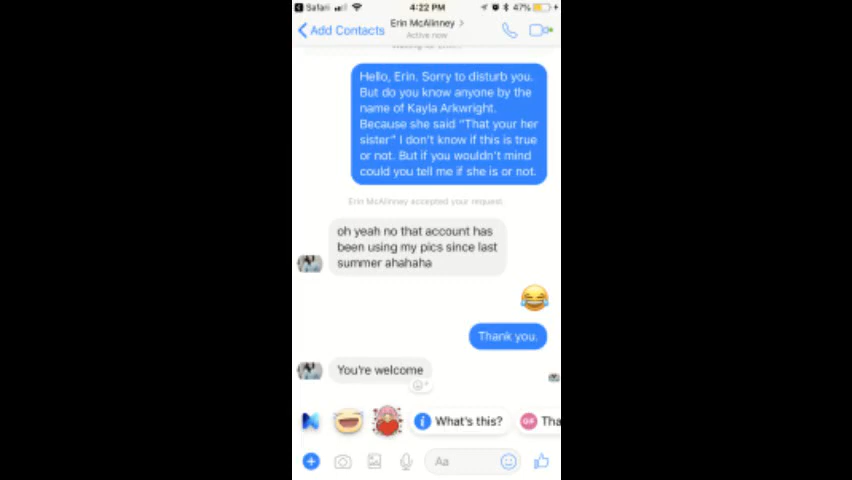 Safari 4:22 PM 47%
Erin McAlinney >
Add Contacts
Active now
Hello, Erin. Sorry to disturb you.
But do you know anyone by the
name of Kayla Arkwright.
Because she said "That your her
sister" I don't know if this is true
or not. But if you wouldn't mind
could you tell me if she is or not.
Erin McAlinney accepted your request.
oh yeah no that account has
been using my pics since last
summer ahahaha
Thank you.
You're welcome
What's this?
GIF Tha
Aa